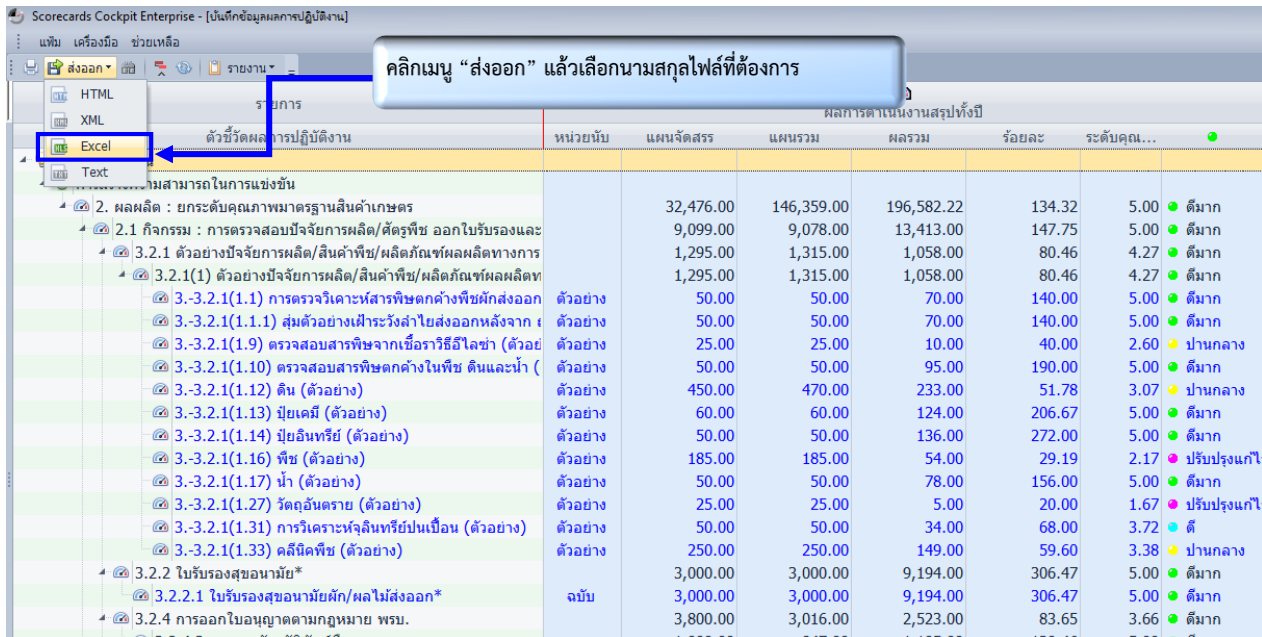 Scorecards Cockpit Enterprise - [บันทึกข้อมูลผลการปฏิบัติงาน]
แฟ้ม เครื่องมือ ช่วยเหลือ
ส่งออก รายงาน
คลิกเมนู “ส่งออก” แล้วเลือกนามสกุลไฟล์ที่ต้องการ
HTML
XML
Excel
Text
รายการ ผลการดำเนินงานสรุปทั้งปี
ตัวชี้วัดผลการปฏิบัติงาน หน่วยนับ แผนจัดสรร แผนรวม ผลรวม ร้อยละ ระดับคุณ...
ามสามารถในการแข่งขัน
2. ผลผลิต : ยกระดับคุณภาพมาตรฐานสินค้าเกษตร 32,476.00 146,359.00 196,582.22 134.32 5.00 ดีมาก
2.1 กิจกรรม : การตรวจสอบปัจจัยการผลิต/ศัตรูพืช ออกใบรับรองและ 9,099.00 9,078.00 13,413.00 147.75 5.00 ดีมาก
3.2.1 ตัวอย่างปัจจัยการผลิต/สินค้าพืช/ผลิตภัณฑ์ผลผลิตทางการ 1,295.00 1,315.00 1,058.00 80.46 4.27 ดีมาก
3.2.1(1) ตัวอย่างปัจจัยการผลิต/สินค้าพืช/ผลิตภัณฑ์ผลผลิตท 1,295.00 1,315.00 1,058.00 80.46 4.27 ดีมาก
3.-3.2.1(1.1) การตรวจวิเคราะห์สารพิษตกค้างพืชผักส่งออก ตัวอย่าง 50.00 50.00 70.00 140.00 5.00 ดีมาก
3.-3.2.1(1.1.1) สุ่มตัวอย่างเฝ้าระวังลำไยส่งออกหลังจาก ตัวอย่าง 50.00 50.00 70.00 140.00 5.00 ดีมาก
3.-3.2.1(1.9) ตรวจสอบสารพิษจากเชื้อราวิธีอีไลซ่า (ตัวอย่ ตัวอย่าง 25.00 25.00 10.00 40.00 2.60 ปานกลาง
3.-3.2.1(1.10) ตรวจสอบสารพิษตกค้างในพืช ดินและน้ำ ( ตัวอย่าง 50.00 50.00 95.00 190.00 5.00 ดีมาก
3.-3.2.1(1.12) ดิน (ตัวอย่าง) ตัวอย่าง 450.00 470.00 233.00 51.78 3.07 ปานกลาง
3.-3.2.1(1.13) ปุ๋ยเคมี (ตัวอย่าง) ตัวอย่าง 60.00 60.00 124.00 206.67 5.00 ดีมาก
3.-3.2.1(1.14) ปุ๋ยอินทรีย์ (ตัวอย่าง) ตัวอย่าง 50.00 50.00 136.00 272.00 5.00 ดีมาก
3.-3.2.1(1.16) พืช (ตัวอย่าง) ตัวอย่าง 185.00 185.00 54.00 29.19 2.17 ปรับปรุงแก้ไ
3.-3.2.1(1.17) น้ำ (ตัวอย่าง) ตัวอย่าง 50.00 50.00 78.00 156.00 5.00 ดีมาก
3.-3.2.1(1.27) วัตถุอันตราย (ตัวอย่าง) ตัวอย่าง 25.00 25.00 5.00 20.00 1.67 ปรับปรุงแก้ไ
3.-3.2.1(1.31) การวิเคราะห์จุลินทรีย์ปนเปื้อน (ตัวอย่าง) ตัวอย่าง 50.00 50.00 34.00 68.00 3.72 ดี
3.-3.2.1(1.33) คลีนิคพืช (ตัวอย่าง) ตัวอย่าง 250.00 250.00 149.00 59.60 3.38 ปานกลาง
3.2.2 ใบรับรองสุขอนามัย* 3,000.00 3,000.00 9,194.00 306.47 5.00 ดีมาก
3.2.2.1 ใบรับรองสุขอนามัยผัก/ผลไม้ส่งออก* ฉบับ 3,000.00 3,000.00 9,194.00 306.47 5.00 ดีมาก
3.2.4 การออกใบอนุญาตตามกฎหมาย พรบ. 3,800.00 3,016.00 2,523.00 83.65 3.66 ดีมาก